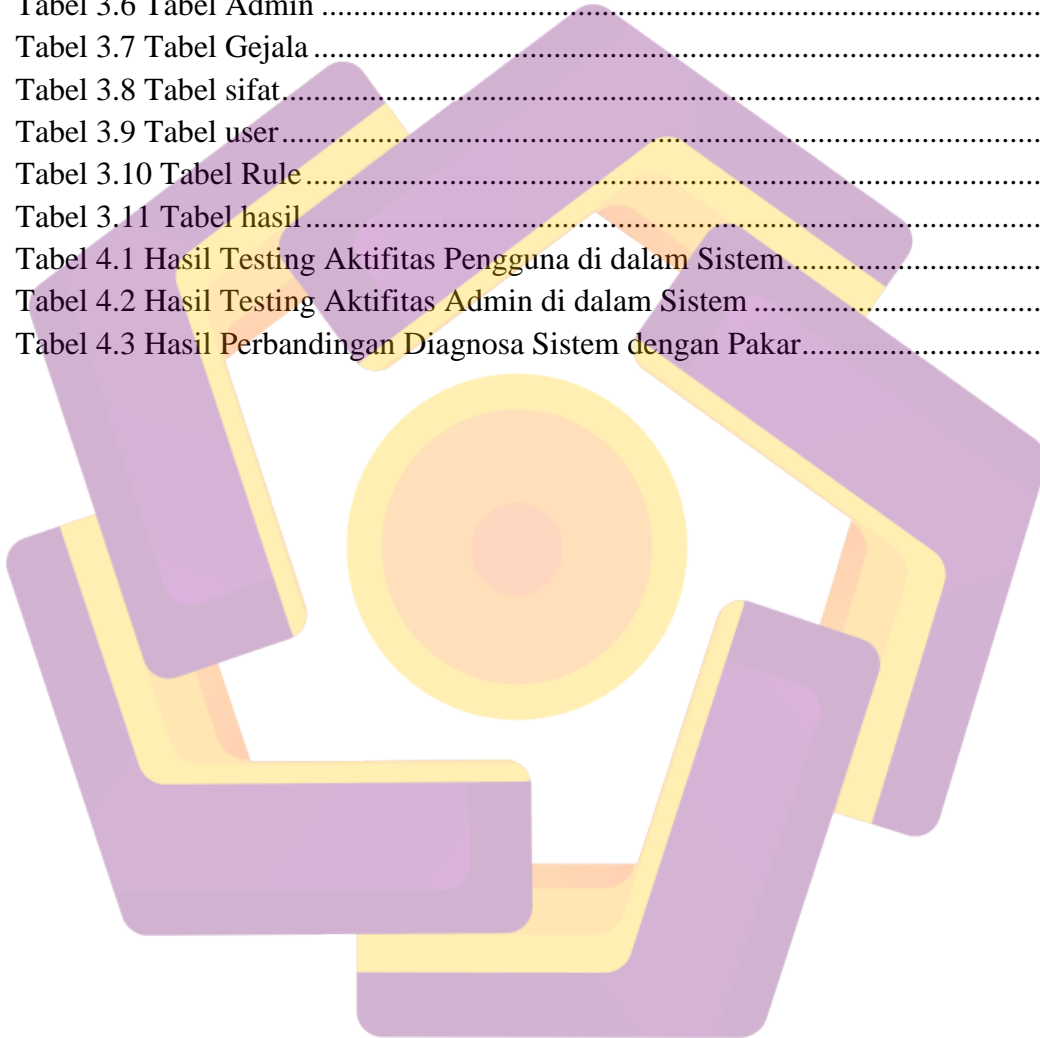 Tabel 3.6 Tabel Admin ........................................................................
Tabel 3.7 Tabel Gejala ........................................................................
Tabel 3.8 Tabel sifat........................................................................
Tabel 3.9 Tabel user........................................................................
Tabel 3.10 Tabel Rule ........................................................................
Tabel 3.11 Tabel hasil ........................................................................
Tabel 4.1 Hasil Testing Aktifitas Pengguna di dalam Sistem........................
Tabel 4.2 Hasil Testing Aktifitas Admin di dalam Sistem ...........................
Tabel 4.3 Hasil Perbandingan Diagnosa Sistem dengan Pakar......................